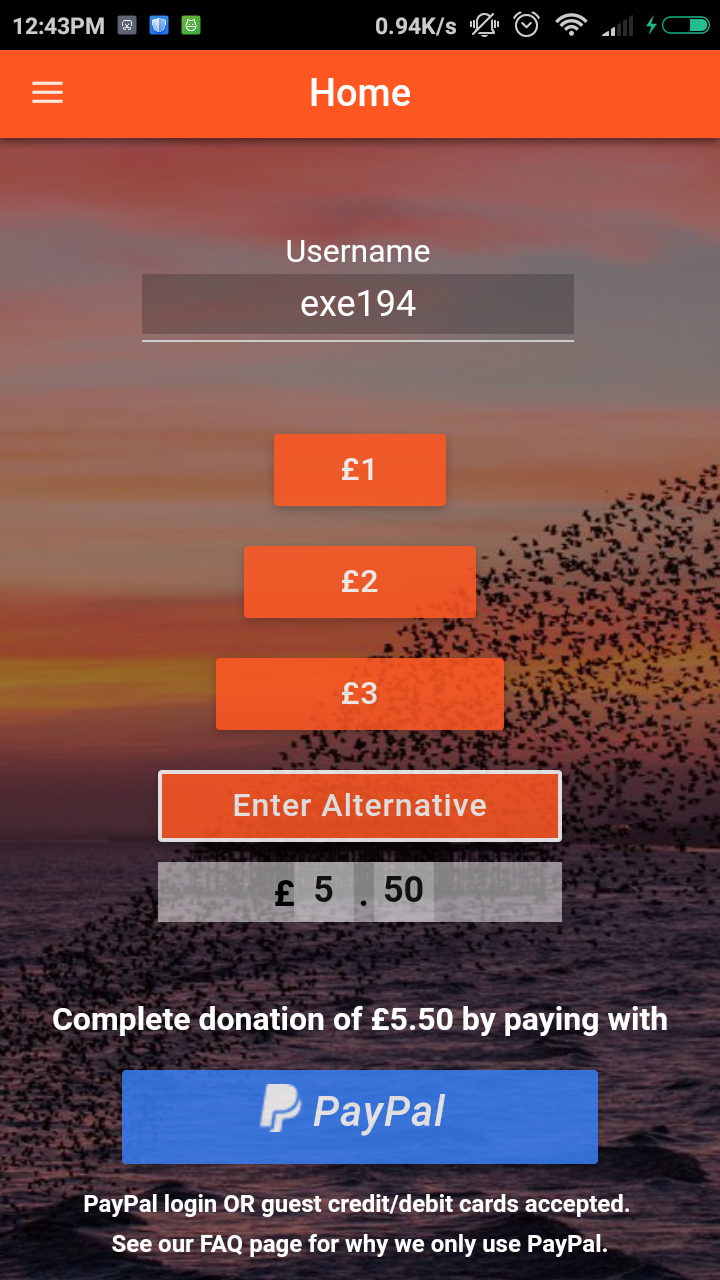 12:43PM 0.94K/s
Home
Username
exe194
£1
£2
£3
Enter Alternative
£ 5 . 50
Complete donation of £5.50 by paying with
PayPal
PayPal login OR guest credit/debit cards accepted.
See our FAQ page for why we only use PayPal.